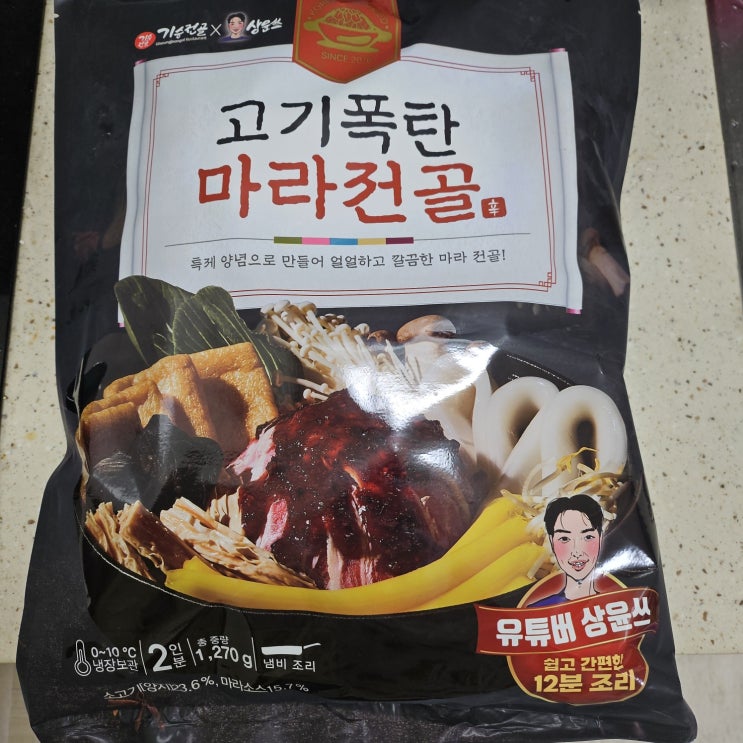 기승전골 X 상윤쓰
SINCE 20
고기폭탄
마라전골
특케 양념으로 만들어 얼얼하고 깔끔한 마라 전골!
0~10 ℃
냉장보관
2인분
총 중량
1,270 g
냄비 조리
소고기(양지)23.6%, 마라소스15.7%
유튜버 상윤쓰
쉽고 간편한
12분 조리